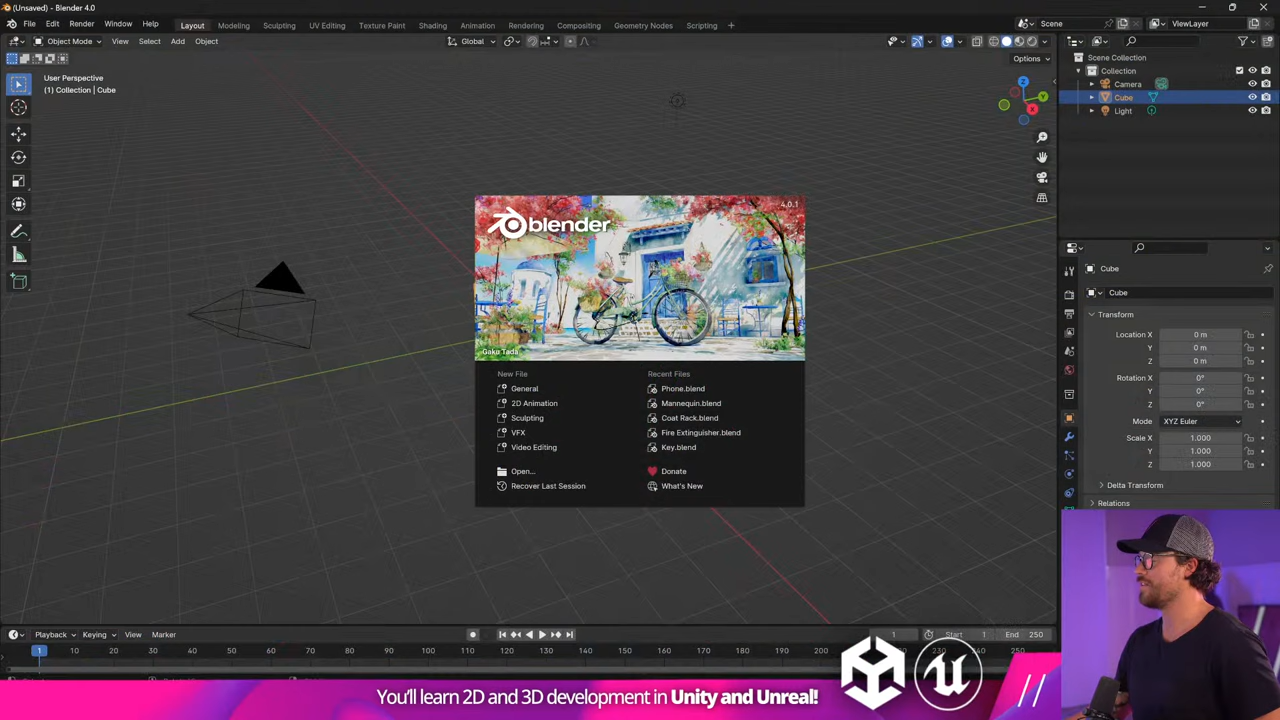 (Unsaved) - Blender 4.0
File Edit Render Window Help Layout Modeling Sculpting UV Editing Texture Paint Shading Animation Rendering Compositing Geometry Nodes Scripting + Scene ViewLayer
Object Mode View Select Add Object Global
Options
User Perspective
(1) Collection | Cube
Z
Y
X
Scene Collection
Collection
Camera
Cube
Light
blender
4.0.1
Gaku Tada
New File
General
2D Animation
Sculpting
VFX
Video Editing
Open...
Recover Last Session
Recent Files
Phone.blend
Mannequin.blend
Coat Rack.blend
Fire Extinguisher.blend
Key.blend
Donate
What's New
Cube
Cube
Transform
Location X 0 m
Y 0 m
Z 0 m
Rotation X 0°
Y 0°
Z 0°
Mode XYZ Euler
Scale X 1.000
Y 1.000
Z 1.000
Delta Transform
Relations
Playback Keying View Marker 1 Start 1 End 250
1 10 20 30 40 50 60 70 80 90 100 110 120 130 140 150 160 170 180 190 200 210 220 230 240 250
You'll learn 2D and 3D development in Unity and Unreal!
//